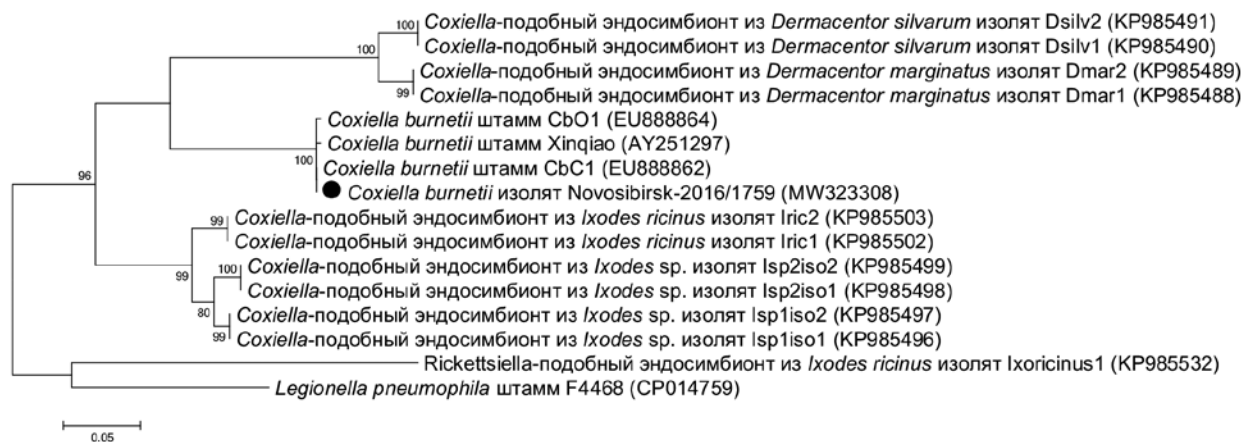 100
Coxiella-подобный эндосимбионт из Dermacentor silvarum изолят Dsilv2 (KP985491)
100
Coxiella-подобный эндосимбионт из Dermacentor silvarum изолят Dsilv1 (KP985490)
Coxiella-подобный эндосимбионт из Dermacentor marginatus изолят Dmar2 (KP985489)
99
Coxiella-подобный эндосимбионт из Dermacentor marginatus изолят Dmar1 (KP985488)
Coxiella burnetii штамм CbO1 (EU888864)
Coxiella burnetii штамм Xinqiao (AY251297)
100
Coxiella burnetii штамм CbC1 (EU888862)
96
Coxiella burnetii изолят Novosibirsk-2016/1759 (MW323308)
99
Coxiella-подобный эндосимбионт из Ixodes ricinus изолят Iric2 (KP985503)
Coxiella-подобный эндосимбионт из Ixodes ricinus изолят Iric1 (KP985502)
99
100
Coxiella-подобный эндосимбионт из Ixodes sp. изолят Isp2iso2 (KP985499)
Coxiella-подобный эндосимбионт из Ixodes sp. изолят Isp2iso1 (KP985498)
80
Coxiella-подобный эндосимбионт из Ixodes sp. изолят Isp1iso2 (KP985497)
99
Coxiella-подобный эндосимбионт из Ixodes sp. изолят Isp1iso1 (KP985496)
Rickettsiella-подобный эндосимбионт из Ixodes ricinus изолят Ixoricinus1 (KP985532)
Legionella pneumophila штамм F4468 (CP014759)
0.05